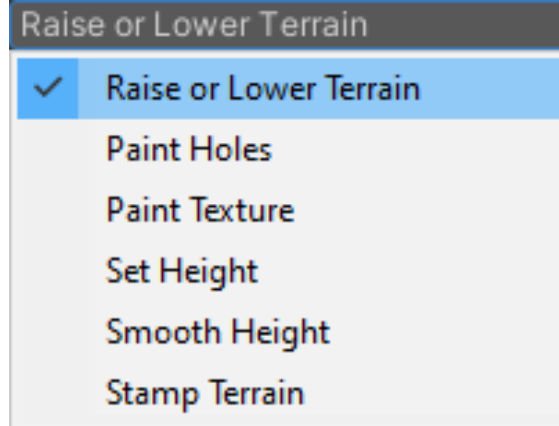 Raise or Lower Terrain
Raise or Lower Terrain
Paint Holes
Paint Texture
Set Height
Smooth Height
Stamp Terrain